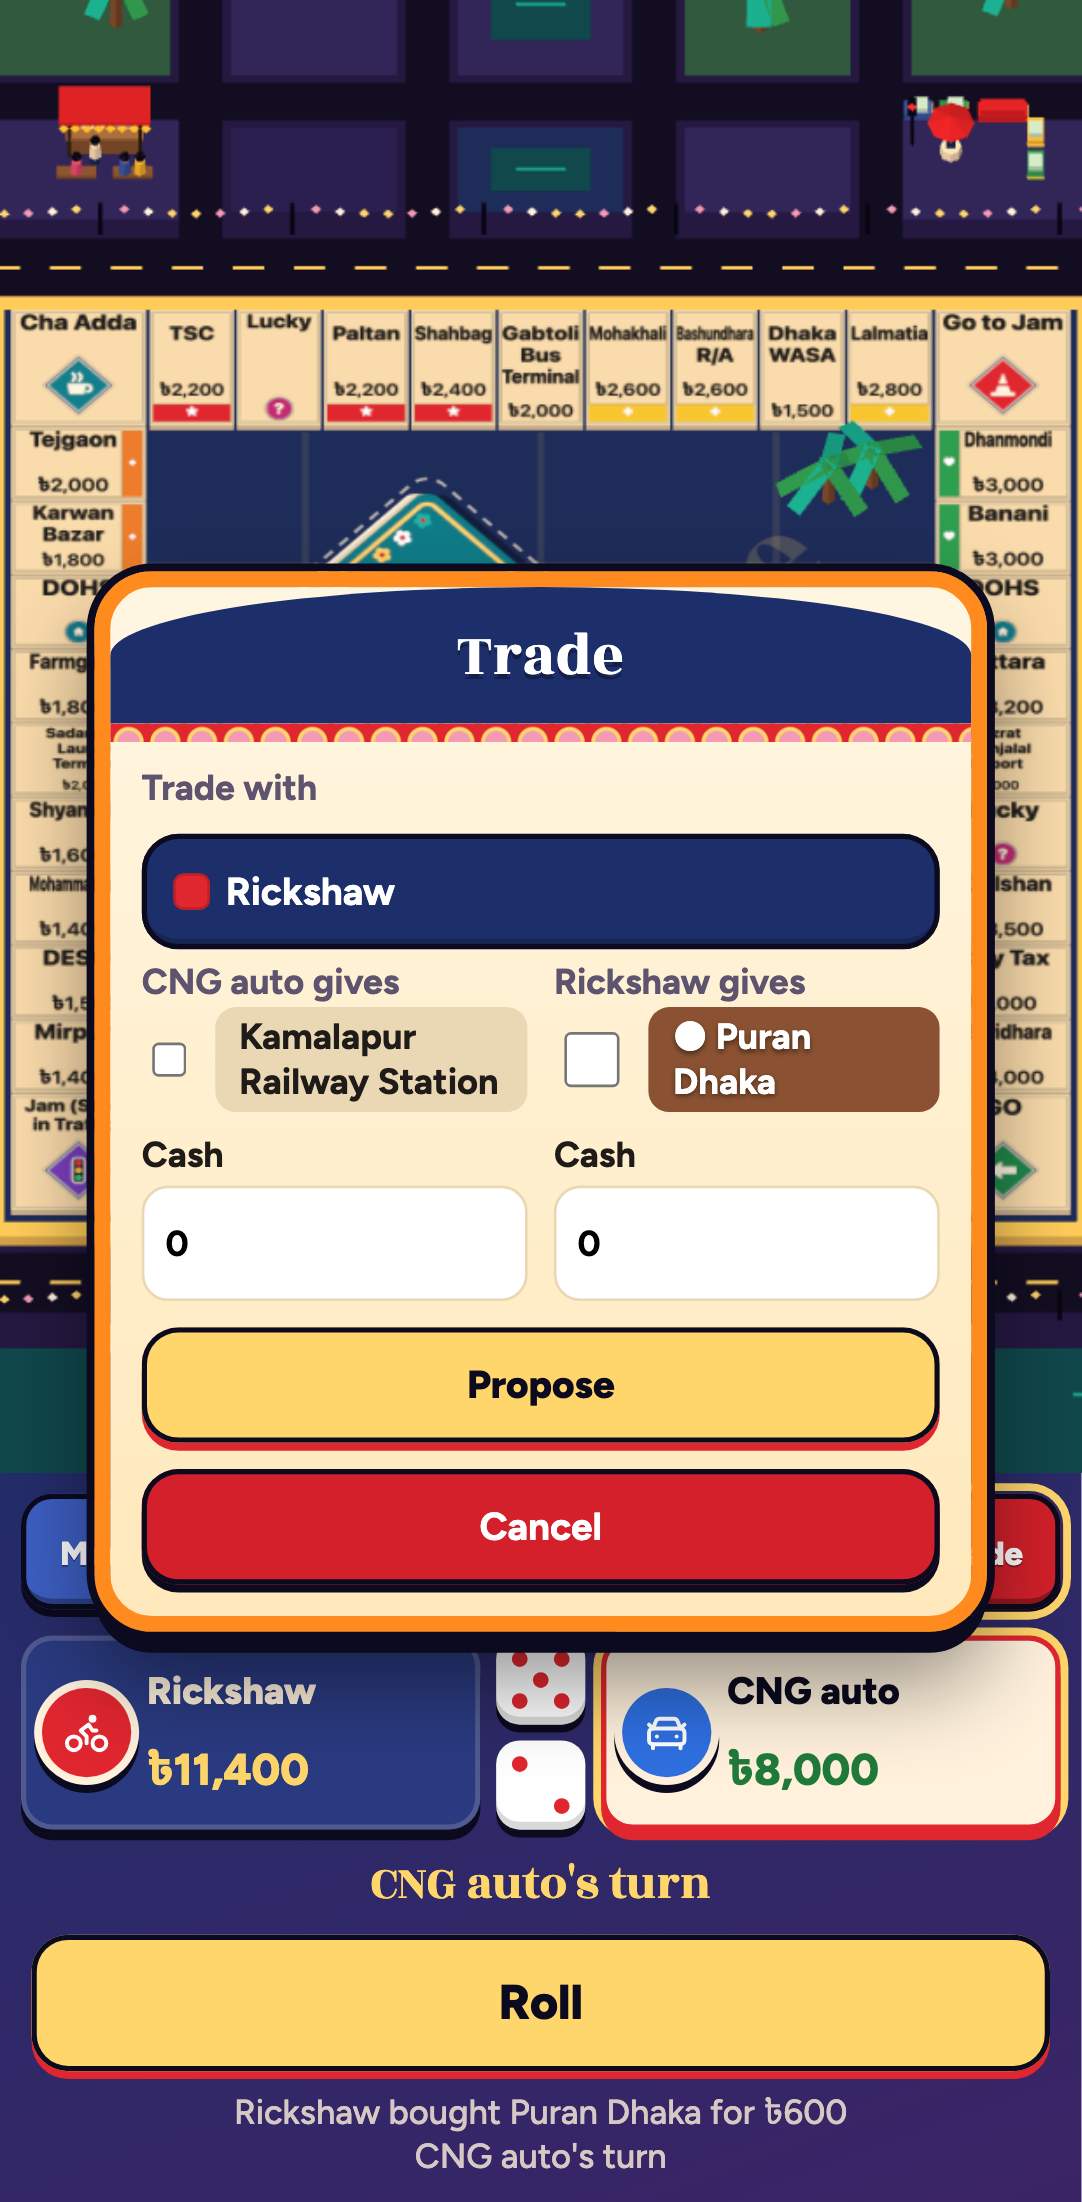 Cha Adda
TSC
৳2,200
Lucky
?
Paltan
৳2,200
Shahbag
৳2,400
Gabtoli
Bus
Terminal
৳2,000
Mohakhali
৳2,600
Bashundhara
R/A
৳2,600
Dhaka
WASA
৳1,500
Lalmatia
৳2,800
Go to Jam
Tejgaon
৳2,000
Dhanmondi
৳3,000
Karwan
Bazar
৳1,800
Banani
৳3,000
DOHS
Trade
Trade with
Rickshaw
CNG auto gives
Rickshaw gives
Kamalapur
Railway Station
Puran
Dhaka
Cash
Cash
0
0
Propose
Cancel
Rickshaw
৳11,400
CNG auto
৳8,000
CNG auto's turn
Roll
Rickshaw bought Puran Dhaka for ৳600
CNG auto's turn